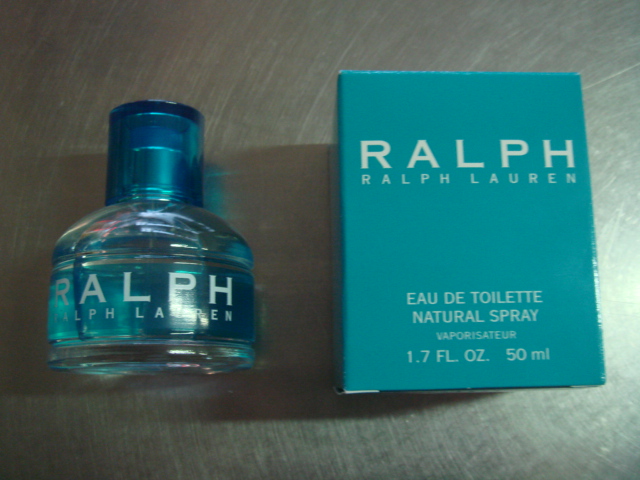 RALPH
RALPH LAUREN
RALPH
RALPH LAUREN
EAU DE TOILETTE
NATURAL SPRAY
VAPORISATEUR
1.7 FL. OZ. 50 ml